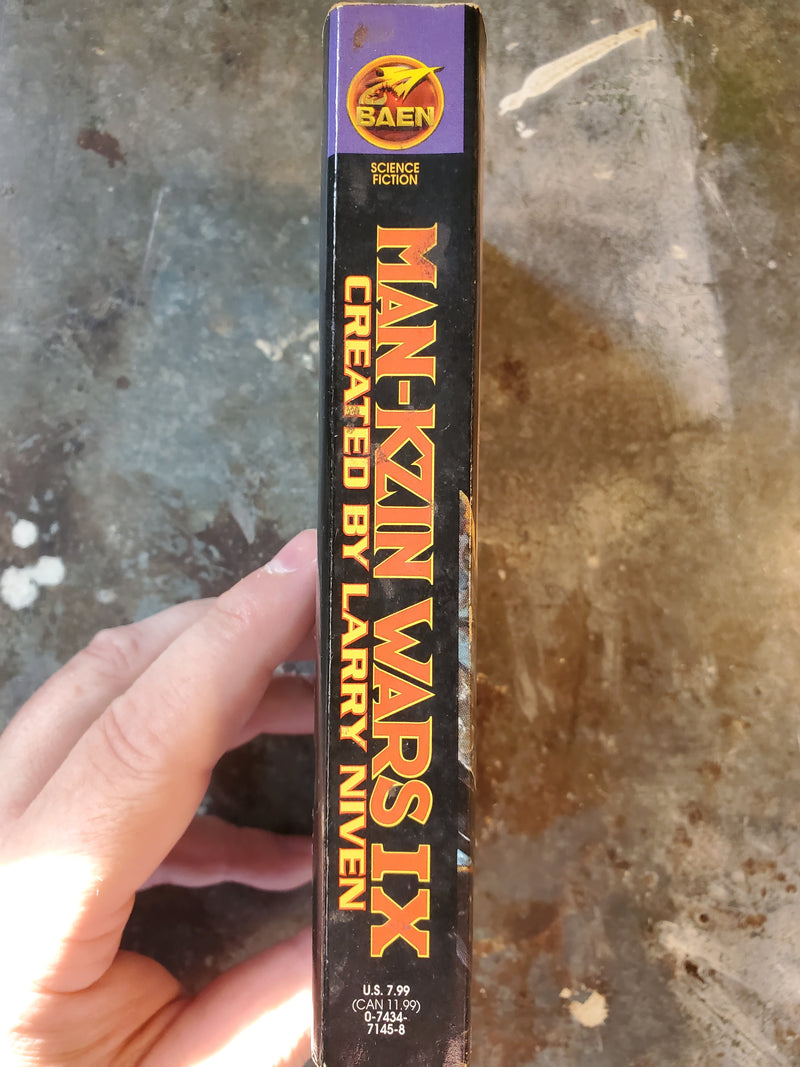 BAEN
SCIENCE
FICTION
MAN-KZIN WARS IX
CREATED BY LARRY NIVEN
U.S. 7.99
(CAN 11.99)
0-7434-
7145-8